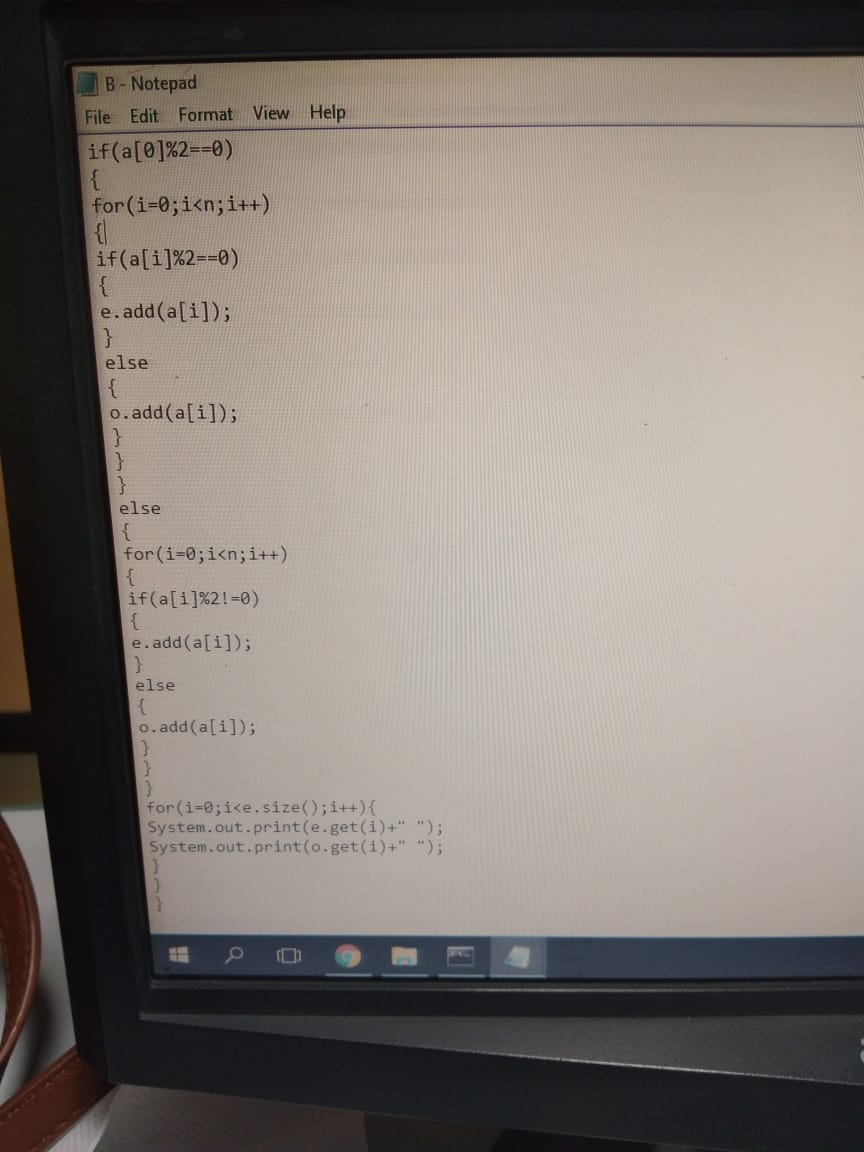 B - Notepad
File Edit Format View Help
if(a[0]%2==0)
{
for(i=0;i<n;i++)
{
if(a[i]%2==0)
{
e.add(a[i]);
}
else
{
o.add(a[i]);
}
}
}
else
{
for(i=0;i<n;i++)
{
if(a[i]%2!=0)
{
e.add(a[i]);
}
else
{
o.add(a[i]);
}
}
}
for(i=0;i<e.size();i++){
System.out.print(e.get(i)+" ");
System.out.print(o.get(i)+" ");
}
}
}